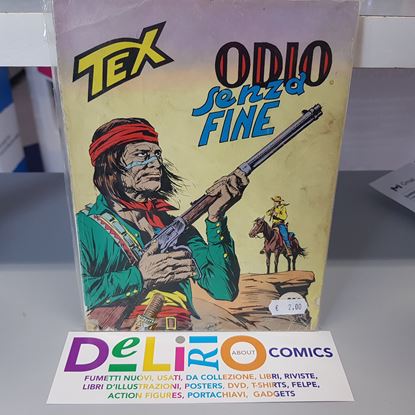 TEX
ODIO
senza
FINE
€ 2,00
DeLiRiO ABOUT COMICS
FUMETTI NUOVI, USATI, DA COLLEZIONE, LIBRI, RIVISTE,
LIBRI D'ILLUSTRAZIONI, POSTERS, DVD, T-SHIRTS, FELPE,
ACTION FIGURES, PORTACHIAVI, GADGETS